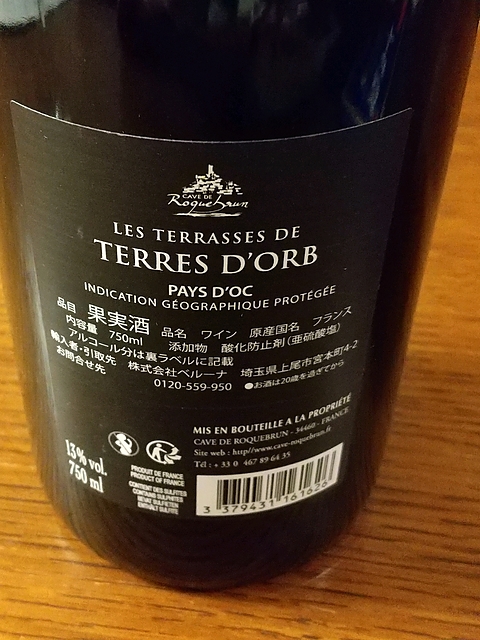 CAVE DE
Roquebrun
LES TERRASSES DE
TERRES D'ORB
PAYS D'OC
INDICATION GÉOGRAPHIQUE PROTÉGÉE
品目 果実酒 品名 ワイン 原産国名 フランス
内容量 750ml 添加物 酸化防止剤(亜硫酸塩)
アルコール分は裏ラベルに記載
輸入者・引取先 株式会社ベルーナ 埼玉県上尾市宮本町4-2
お問合せ先 0120-559-950 ●お酒は20歳を過ぎてから
MIS EN BOUTEILLE A LA PROPRIÉTÉ
CAVE DE ROQUEBRUN - 34460 - FRANCE
Site web : http//www.cave-roquebrun.fr
Tél : + 33 0 467 89 64 35
13% vol.
750 ml
PRODUIT DE FRANCE
PRODUCT OF FRANCE
CONTIENT DES SULFITES
CONTAINS SULPHITES
BEVAT SULFIETEN
ENTHÄLT SULFITE
3 379431 161626